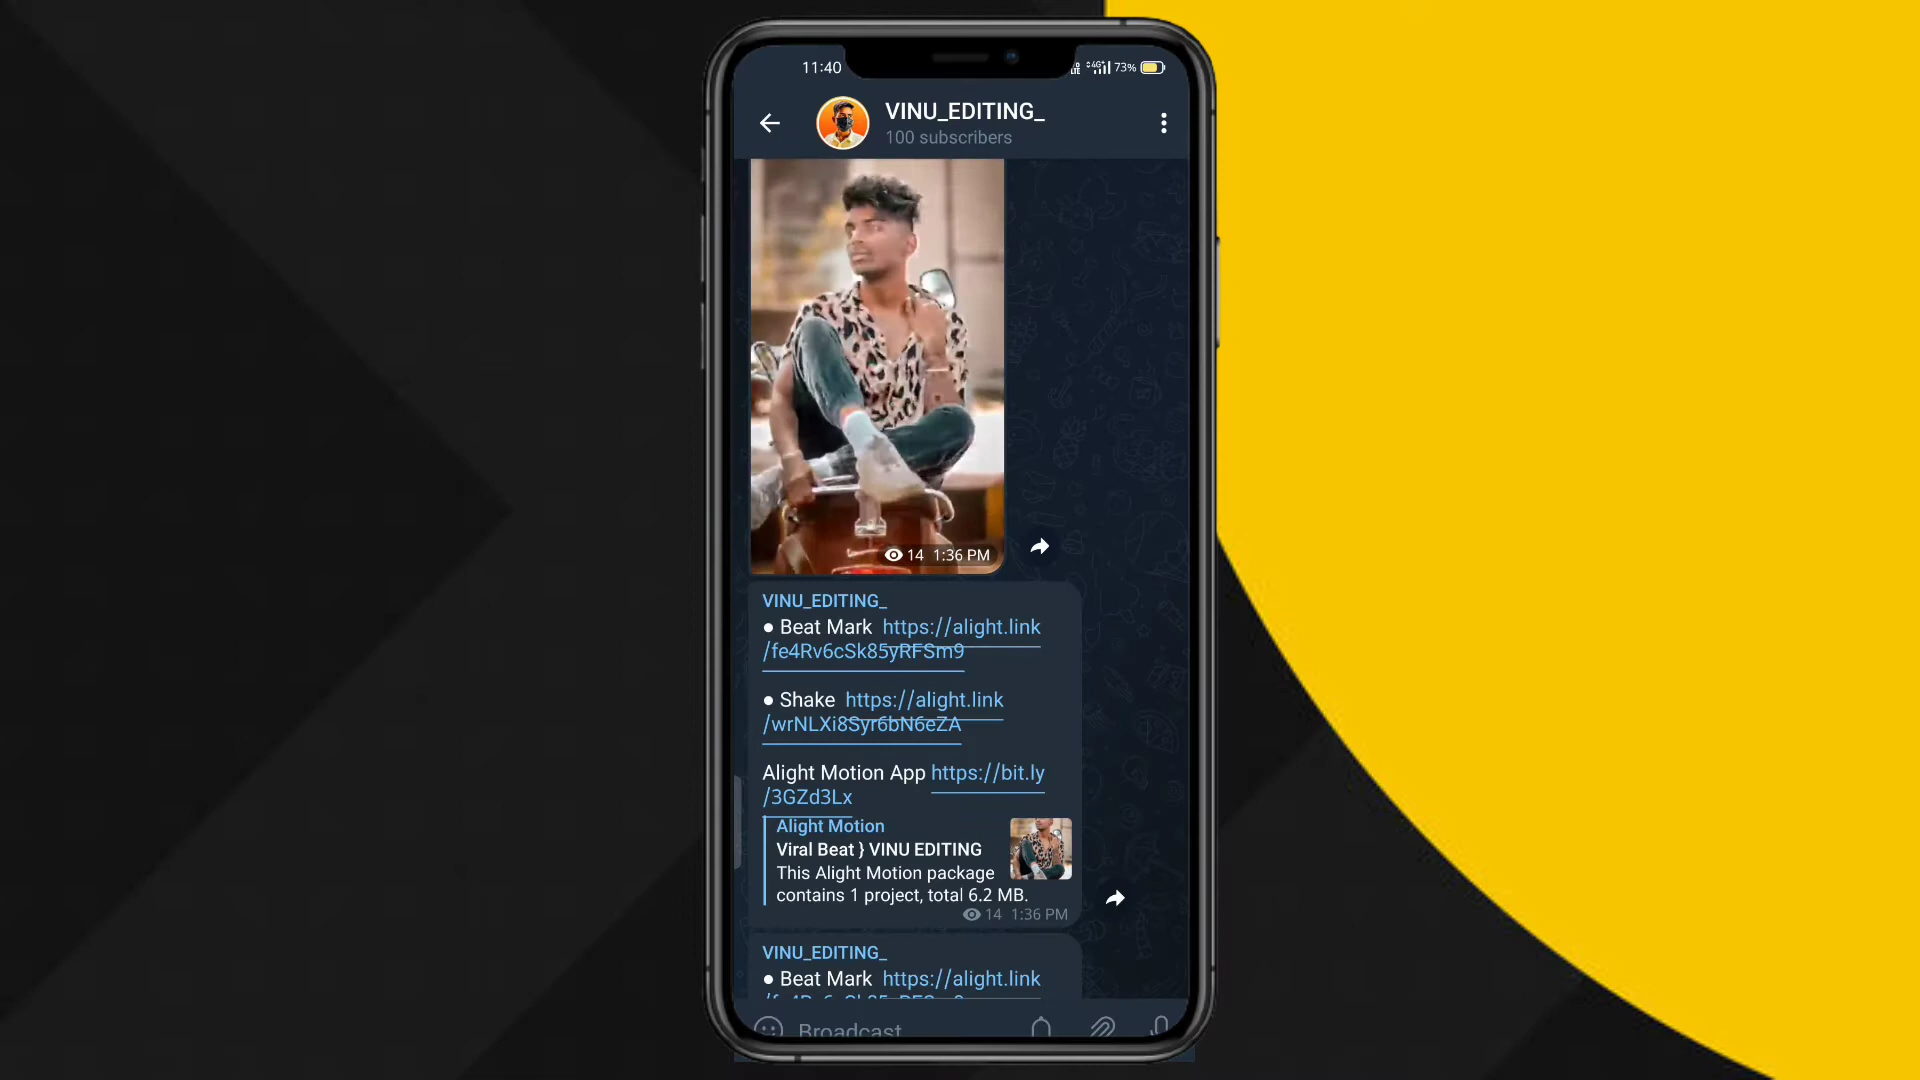 11:40
4G+ 73%
VINU_EDITING_
100 subscribers
14 1:36 PM
VINU_EDITING_
● Beat Mark https://alight.link
/fe4Rv6cSk85yRFSm9
● Shake https://alight.link
/wrNLXi8Syr6bN6eZA
Alight Motion App https://bit.ly
/3GZd3Lx
Alight Motion
Viral Beat } VINU EDITING
This Alight Motion package
contains 1 project, total 6.2 MB.
14 1:36 PM
VINU_EDITING_
● Beat Mark https://alight.link
Broadcast